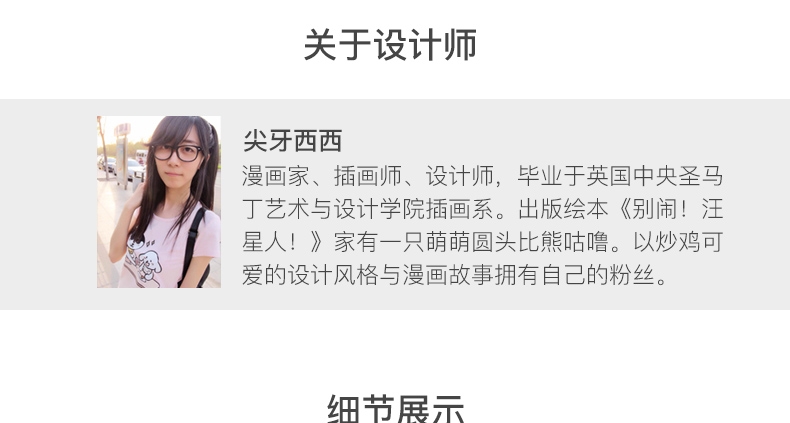 关于设计师
尖牙西西
漫画家、插画师、设计师，毕业于英国中央圣马
丁艺术与设计学院插画系。出版绘本《别闹！汪
星人！》家有一只萌萌圆头比熊咕噜。以炒鸡可
爱的设计风格与漫画故事拥有自己的粉丝。
细节展示